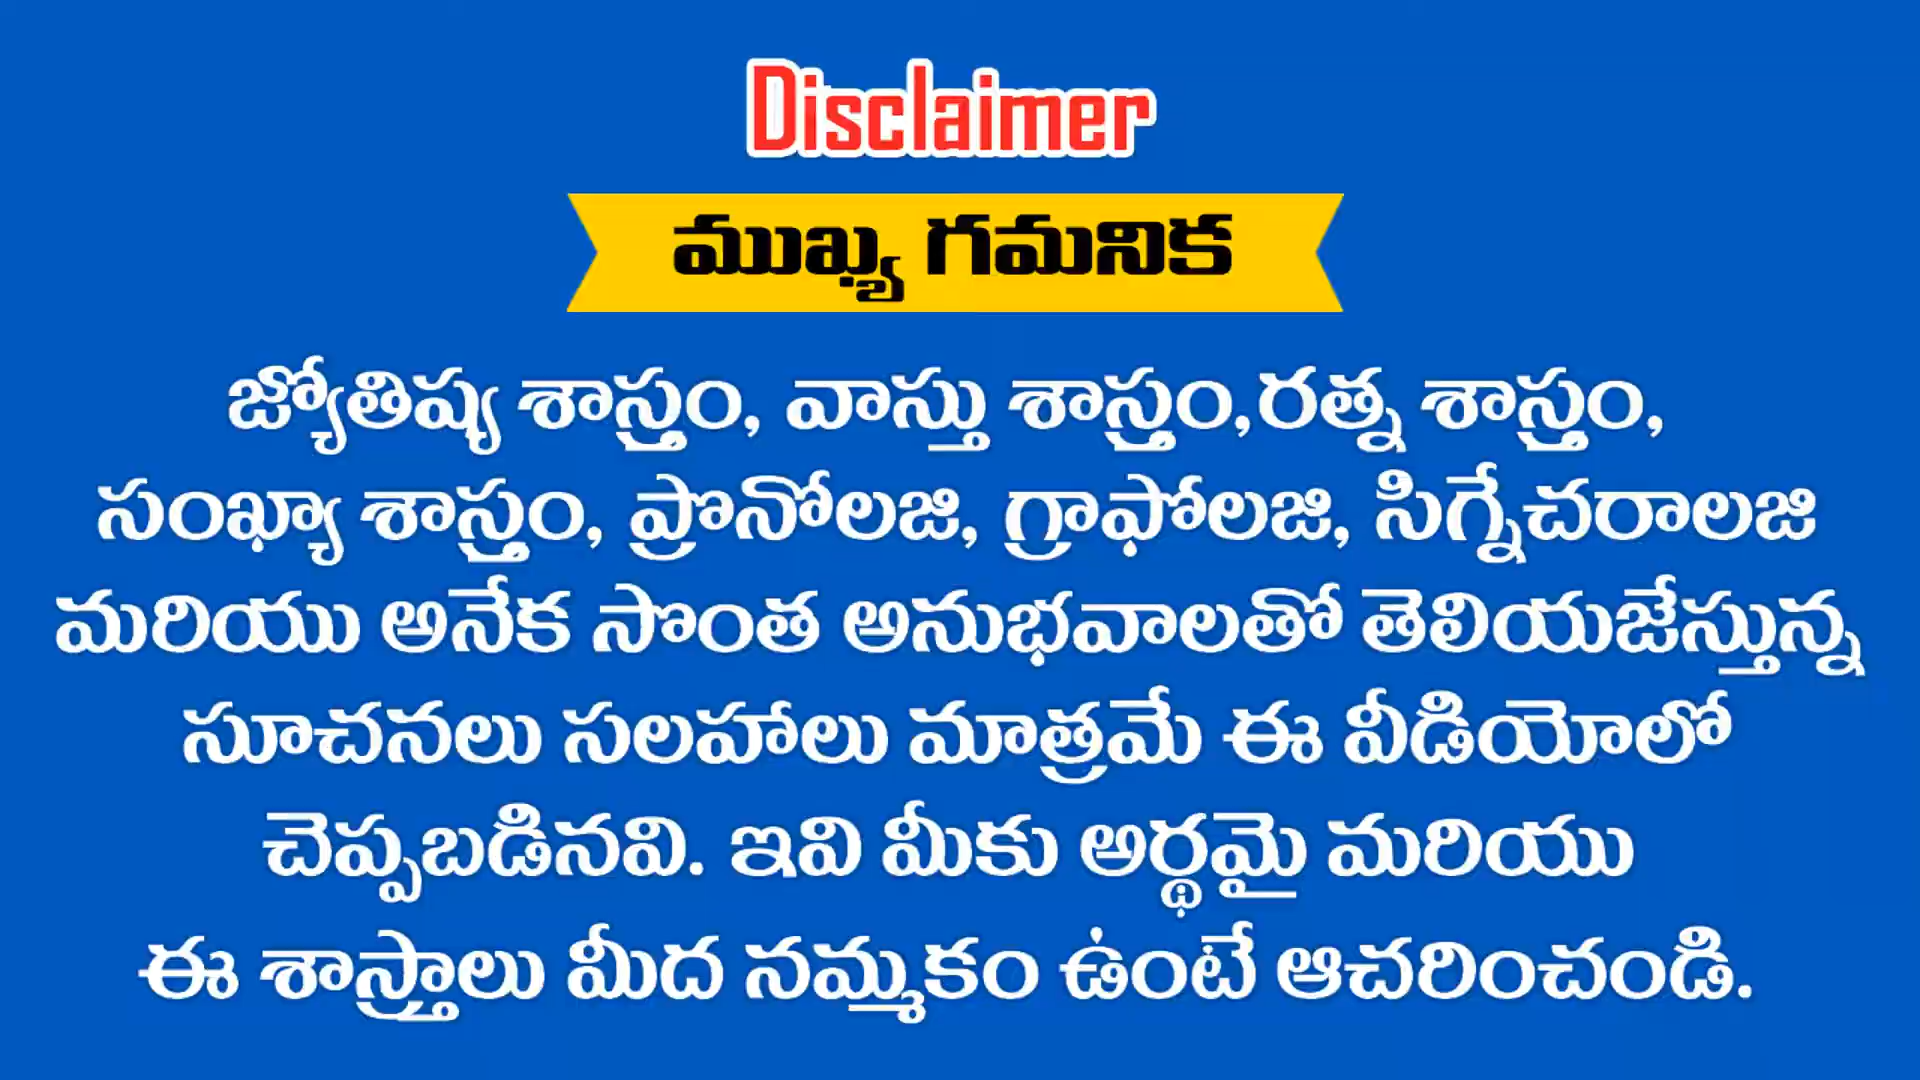 Disclaimer
ముఖ్య గమనిక
జ్యోతిష్య శాస్త్రం, వాస్తు శాస్త్రం,రత్న శాస్త్రం,
సంఖ్యా శాస్త్రం, ప్రొనోలజి, గ్రాఫోలజి, సిగ్నేచరాలజి
మరియు అనేక సొంత అనుభవాలతో తెలియజేస్తున్న
సూచనలు సలహాలు మాత్రమే ఈ వీడియోలో
చెప్పబడినవి. ఇవి మీకు అర్థమై మరియు
ఈ శాస్త్రాలు మీద నమ్మకం ఉంటే ఆచరించండి.